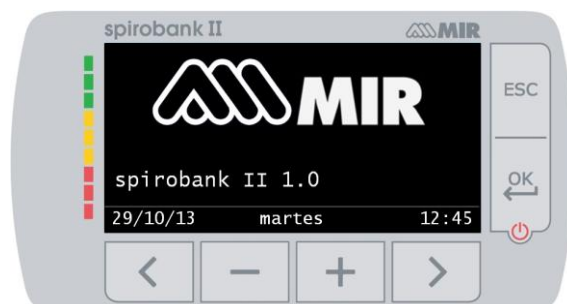 spirobank II MIR
MIR
ESC
spirobank II 1.0
OK
29/10/13 martes 12:45
< − + >